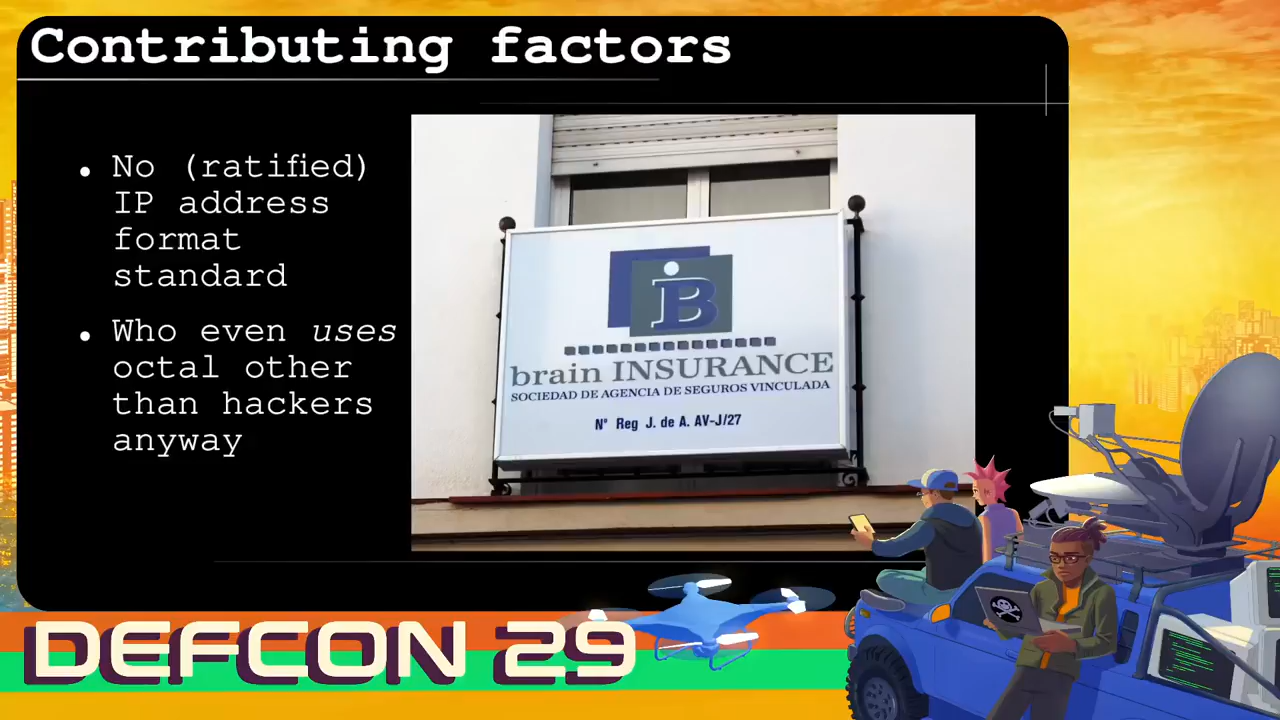 Contributing factors
No (ratified)
IP address
format
standard
Who even uses
octal other
than hackers
anyway
iB
brain INSURANCE
SOCIEDAD DE AGENCIA DE SEGUROS VINCULADA
N° Reg J. de A. AV-J/27
DEFCON 29